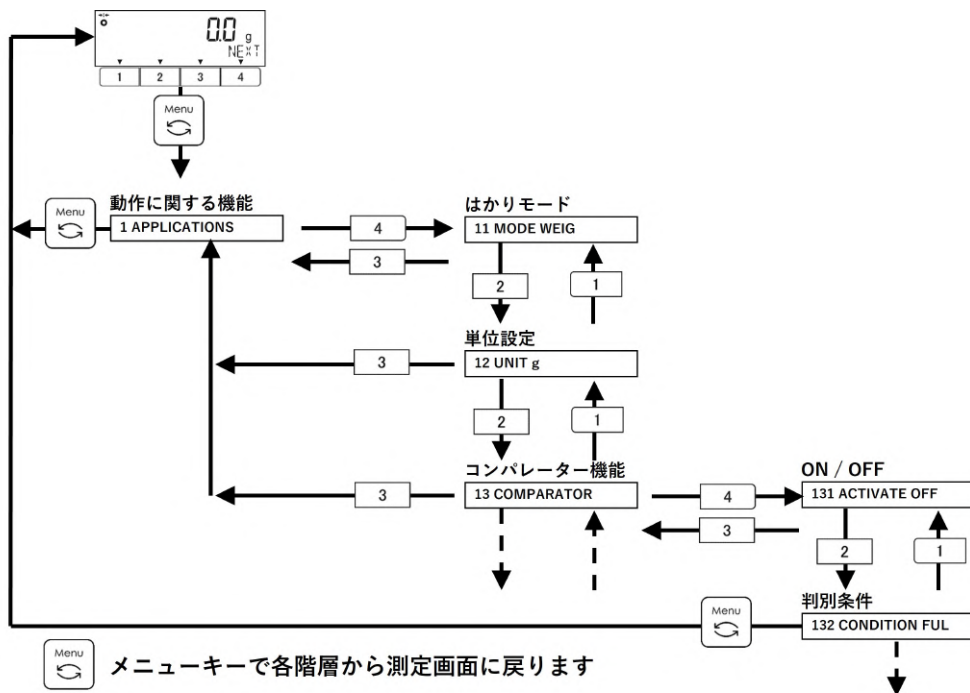 0.0 g
NEXT
1 2 3 4
Menu
動作に関する機能
Menu
1 APPLICATIONS
4
3
はかりモード
11 MODE WEIG
2
1
単位設定
3
12 UNIT g
2
1
コンパレーター機能
3
13 COMPARATOR
4
3
ON / OFF
131 ACTIVATE OFF
2
1
判別条件
Menu
132 CONDITION FUL
Menu
メニューキーで各階層から測定画面に戻ります